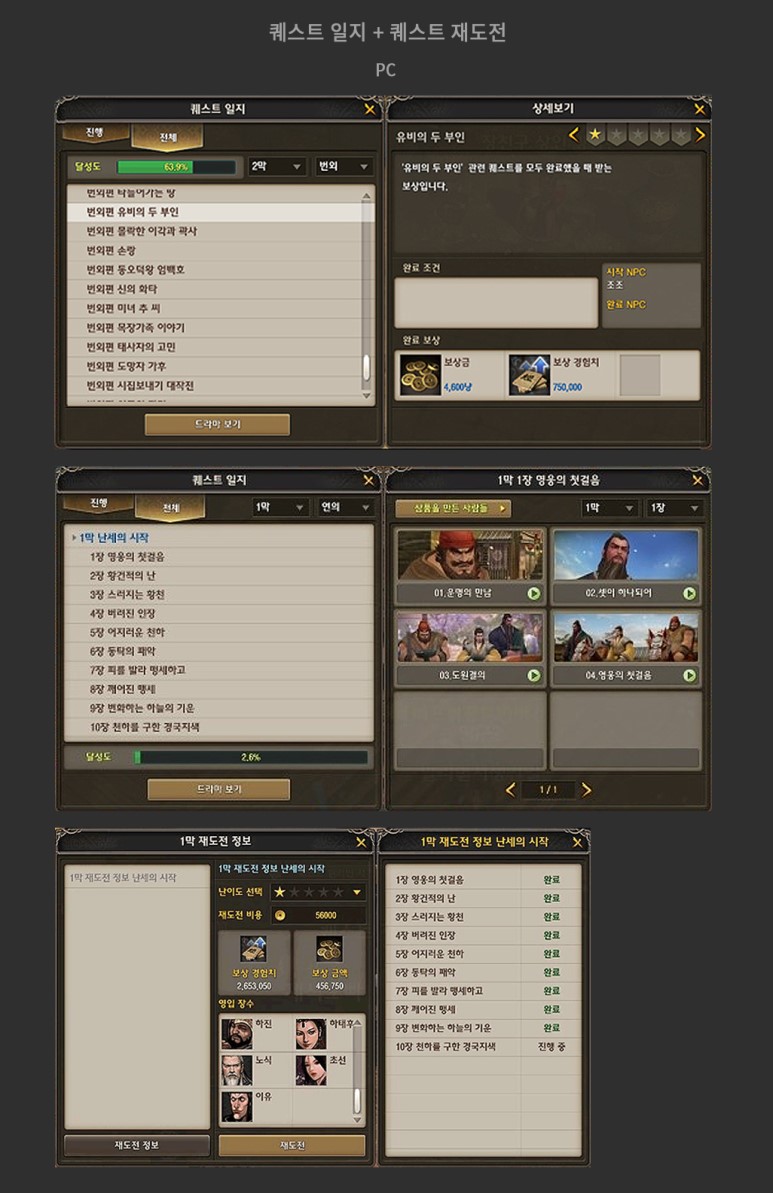 퀘스트 일지 + 퀘스트 재도전
PC
퀘스트 일지
진행
전체
달성도 63.9% 2막 번외
번외편 타들어가는 땅
번외편 유비의 두 부인
번외편 몰락한 이각과 곽사
번외편 손랑
번외편 동오덕왕 엄백호
번외편 신의 화타
번외편 미녀 추 씨
번외편 목장가족 이야기
번외편 태사자의 고민
번외편 도망자 가후
번외편 시집보내기 대작전
드라마 보기
상세보기
유비의 두 부인
'유비의 두 부인' 관련 퀘스트를 모두 완료했을 때 받는
보상입니다.
완료 조건
시작 NPC
조조
완료 NPC
완료 보상
보상금
4,600냥
보상 경험치
750,000
퀘스트 일지
진행
전체
1막 연의
1막 난세의 시작
1장 영웅의 첫걸음
2장 황건적의 난
3장 스러지는 황천
4장 버려진 인장
5장 어지러운 천하
6장 동탁의 패악
7장 피를 발라 맹세하고
8장 깨어진 맹세
9장 변화하는 하늘의 기운
10장 천하를 구한 경국지색
달성도 2.6%
드라마 보기
1막 1장 영웅의 첫걸음
삼품을 만든 사람들 1막 1장
01.운명의 만남
02.셋이 하나되어
03.도원결의
04.영웅의 첫걸음
1 / 1
1막 재도전 정보
1막 재도전 정보 난세의 시작
재도전 정보
1막 재도전 정보 난세의 시작
난이도 선택
재도전 비용 56000
보상 경험치
2,653,050
보상 금액
456,750
영입 장수
하진
하태후
노식
초선
이유
재도전
1막 재도전 정보 난세의 시작
1장 영웅의 첫걸음 완료
2장 황건적의 난 완료
3장 스러지는 황천 완료
4장 버려진 인장 완료
5장 어지러운 천하 완료
6장 동탁의 패악 완료
7장 피를 발라 맹세하고 완료
8장 깨어진 맹세 완료
9장 변화하는 하늘의 기운 완료
10장 천하를 구한 경국지색 진행 중